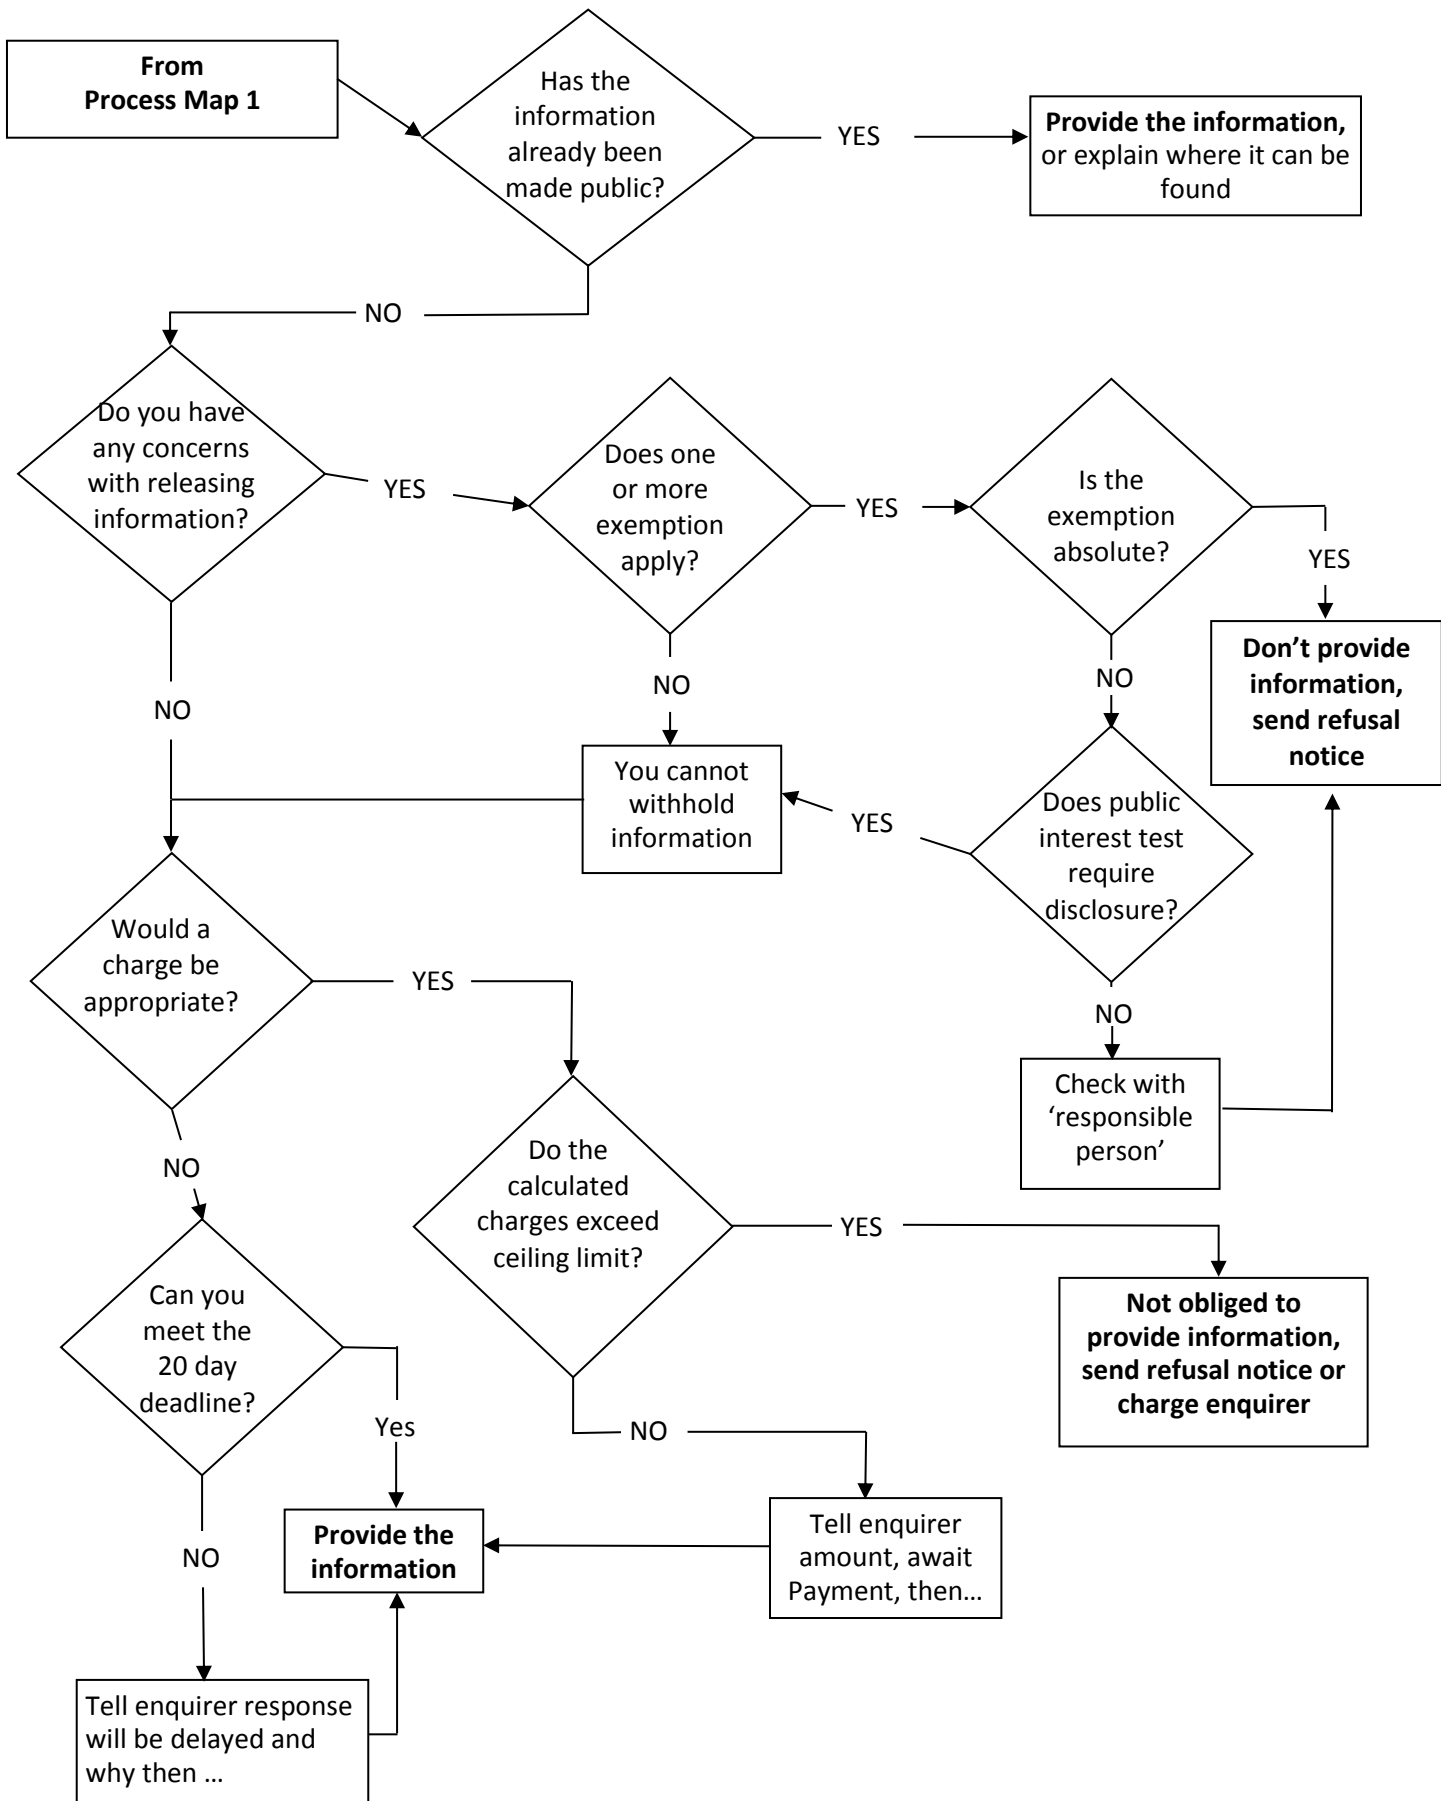 From
Process Map 1
Has the
information
already been
made public?
YES
Provide the information,
or explain where it can be
found
NO
Do you have
any concerns
with releasing
information?
YES
Does one
or more
exemption
apply?
YES
Is the
exemption
absolute?
YES
Don’t provide
information,
send refusal
notice
NO
NO
NO
You cannot
withhold
information
YES
Does public
interest test
require
disclosure?
Would a
charge be
appropriate?
YES
NO
Check with
‘responsible
person’
NO
Do the
calculated
charges exceed
ceiling limit?
YES
Not obliged to
provide information,
send refusal notice or
charge enquirer
Can you
meet the
20 day
deadline?
Yes
NO
Tell enquirer
amount, await
Payment, then…
Provide the
information
NO
Tell enquirer response
will be delayed and
why then …